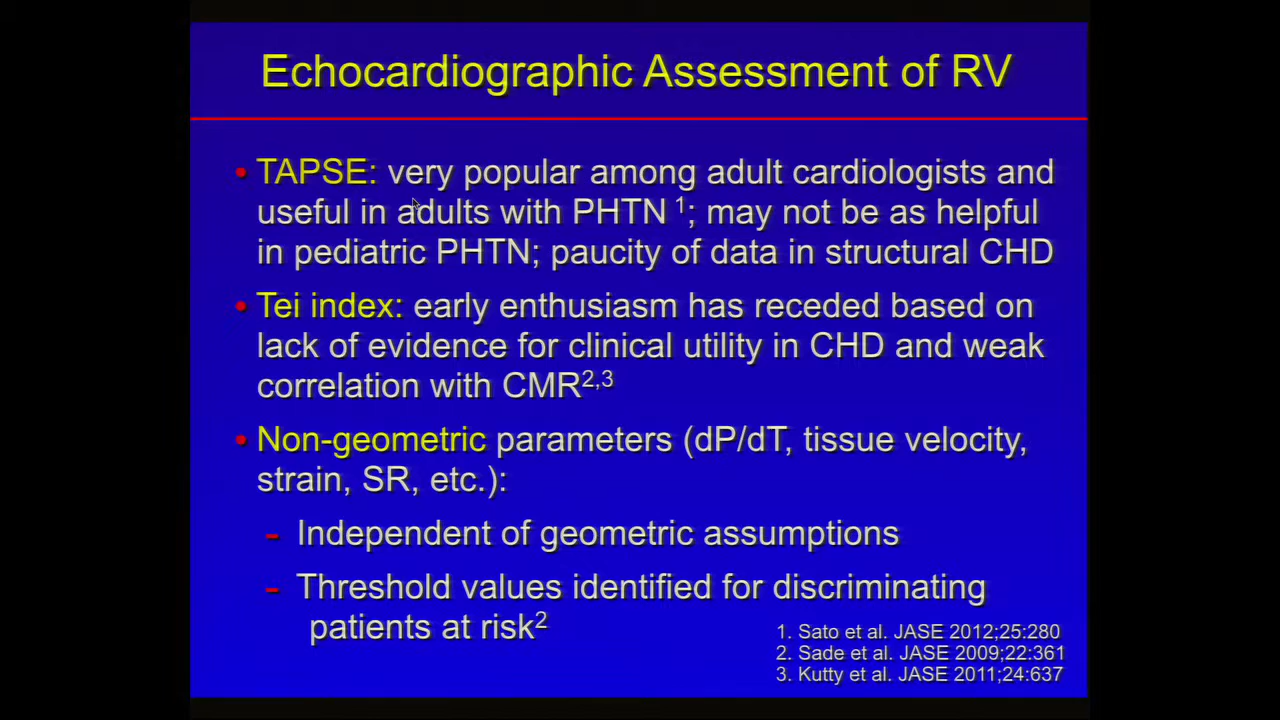 Echocardiographic Assessment of RV
• TAPSE: very popular among adult cardiologists and
useful in adults with PHTN 1; may not be as helpful
in pediatric PHTN; paucity of data in structural CHD
• Tei index: early enthusiasm has receded based on
lack of evidence for clinical utility in CHD and weak
correlation with CMR2,3
• Non-geometric parameters (dP/dT, tissue velocity,
strain, SR, etc.):
- Independent of geometric assumptions
- Threshold values identified for discriminating
patients at risk2
1. Sato et al. JASE 2012;25:280
2. Sade et al. JASE 2009;22:361
3. Kutty et al. JASE 2011;24:637